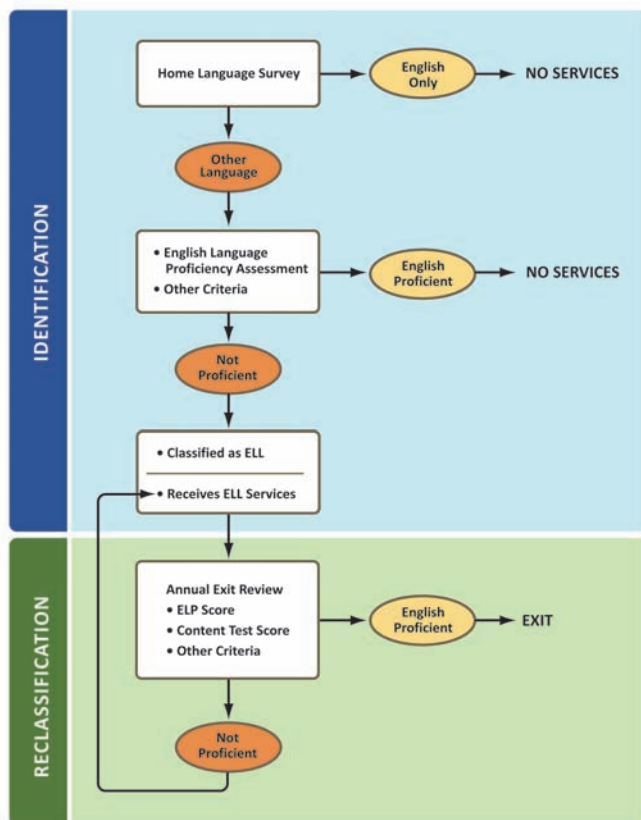 IDENTIFICATION
Home Language Survey
English
Only
NO SERVICES
Other
Language
• English Language
Proficiency Assessment
• Other Criteria
English
Proficient
NO SERVICES
Not
Proficient
• Classified as ELL
• Receives ELL Services
RECLASSIFICATION
Annual Exit Review
• ELP Score
• Content Test Score
• Other Criteria
English
Proficient
EXIT
Not
Proficient